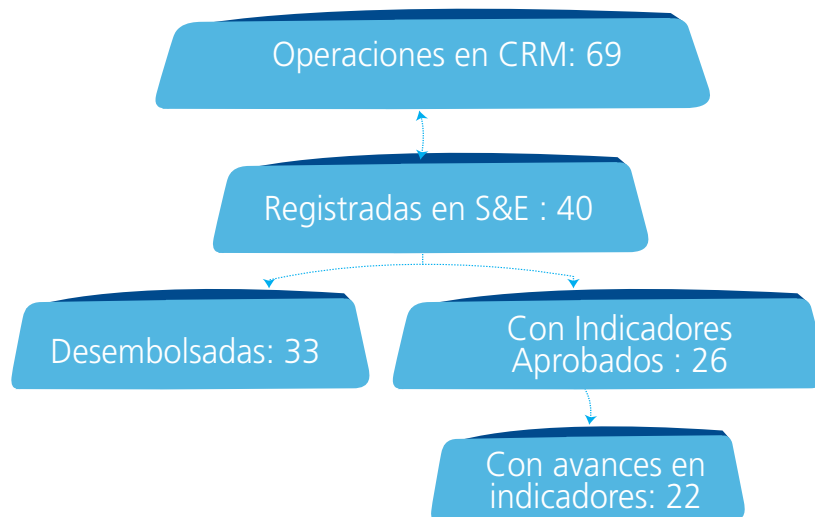 Operaciones en CRM: 69
Registradas en S&E : 40
Desembolsadas: 33
Con Indicadores
Aprobados : 26
Con avances en
indicadores: 22